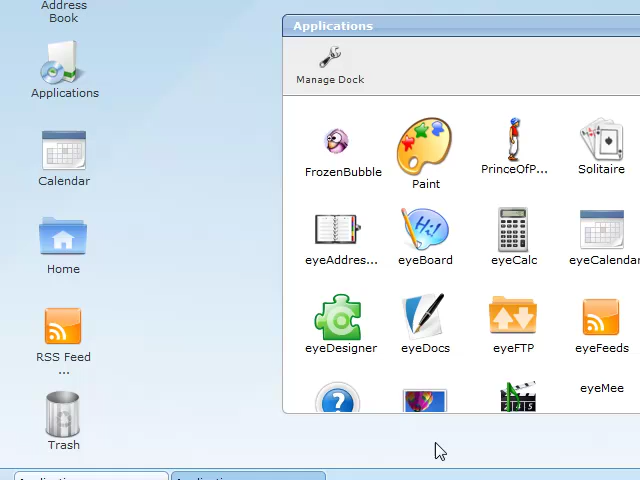 Address
Book
Applications
Calendar
Home
RSS Feed
...
Trash
Applications
Manage Dock
FrozenBubble
Paint
PrinceOfP...
Solitaire
eyeAddres...
eyeBoard
Hi!
eyeCalc
eyeCalendar
eyeDesigner
eyeDocs
eyeFTP
eyeFeeds
eyeMee
?